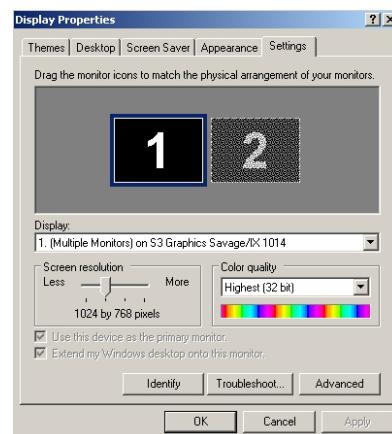 Display Properties
Themes Desktop Screen Saver Appearance Settings
Drag the monitor icons to match the physical arrangement of your monitors.
1 2
Display:
1. (Multiple Monitors) on S3 Graphics Savage/IX 1014
Screen resolution
Less More
1024 by 768 pixels
Color quality
Highest (32 bit)
Use this device as the primary monitor.
Extend my Windows desktop onto this monitor.
Identify Troubleshoot... Advanced
OK Cancel Apply